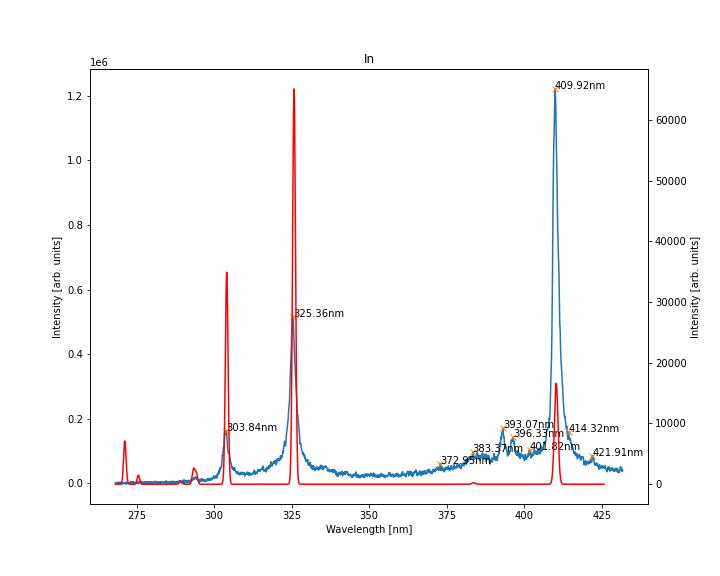 In
1e6
409.92nm
1.2
60000
1.0
50000
0.8
40000
0.6
30000
325.36nm
0.4
20000
303.84nm
393.07nm
414.32nm
396.33nm
0.2
10000
401.82nm
383.37nm
421.91nm
372.95nm
0.0
0
275
300
325
350
375
400
425
Wavelength [nm]
Intensity [arb. units]
Intensity [arb. units]